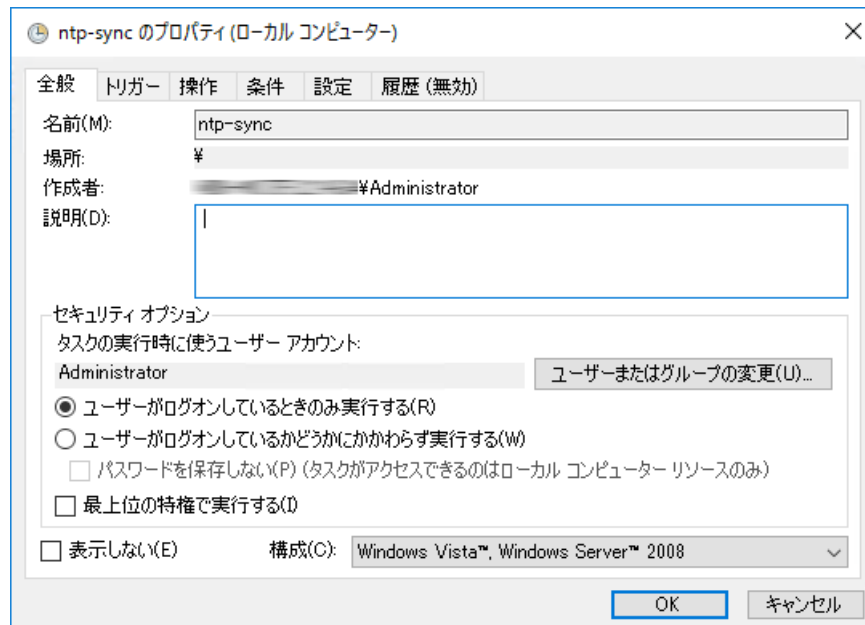 ntp-sync のプロパティ (ローカル コンピューター)
全般 トリガー 操作 条件 設定 履歴 (無効)
名前(M): ntp-sync
場所: ¥
作成者: ¥Administrator
説明(D):
セキュリティ オプション
タスクの実行時に使うユーザー アカウント:
Administrator ユーザーまたはグループの変更(U)...
ユーザーがログオンしているときのみ実行する(R)
ユーザーがログオンしているかどうかにかかわらず実行する(W)
パスワードを保存しない(P) (タスクがアクセスできるのはローカル コンピューター リソースのみ)
最上位の特権で実行する(I)
表示しない(E) 構成(C): Windows Vista™, Windows Server™ 2008
OK キャンセル